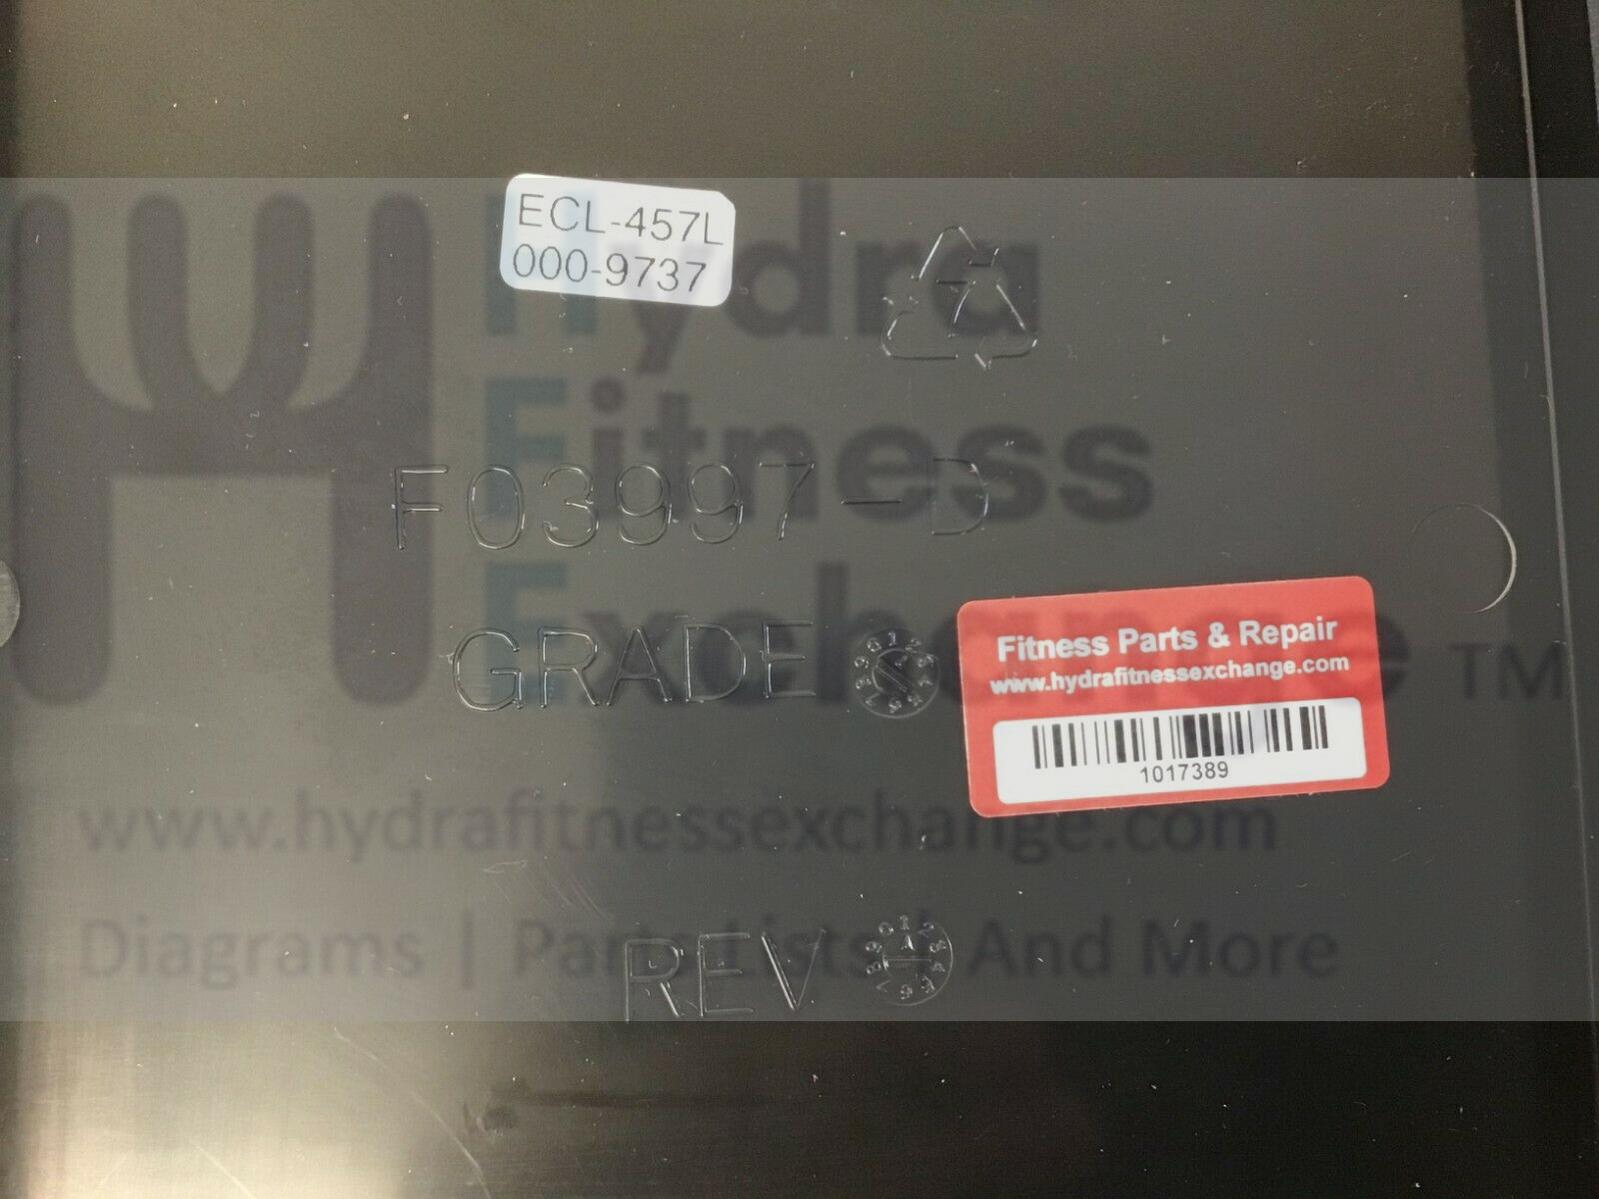 ECL-457L
000-9737
Hydra
Fitness
Exchange TM
F03997-D
GRADE
Fitness Parts & Repair
www.hydrafitnessexchange.com
1017389
www.hydrafitnessexchange.com
Diagrams | Parts Lists | And More
REV